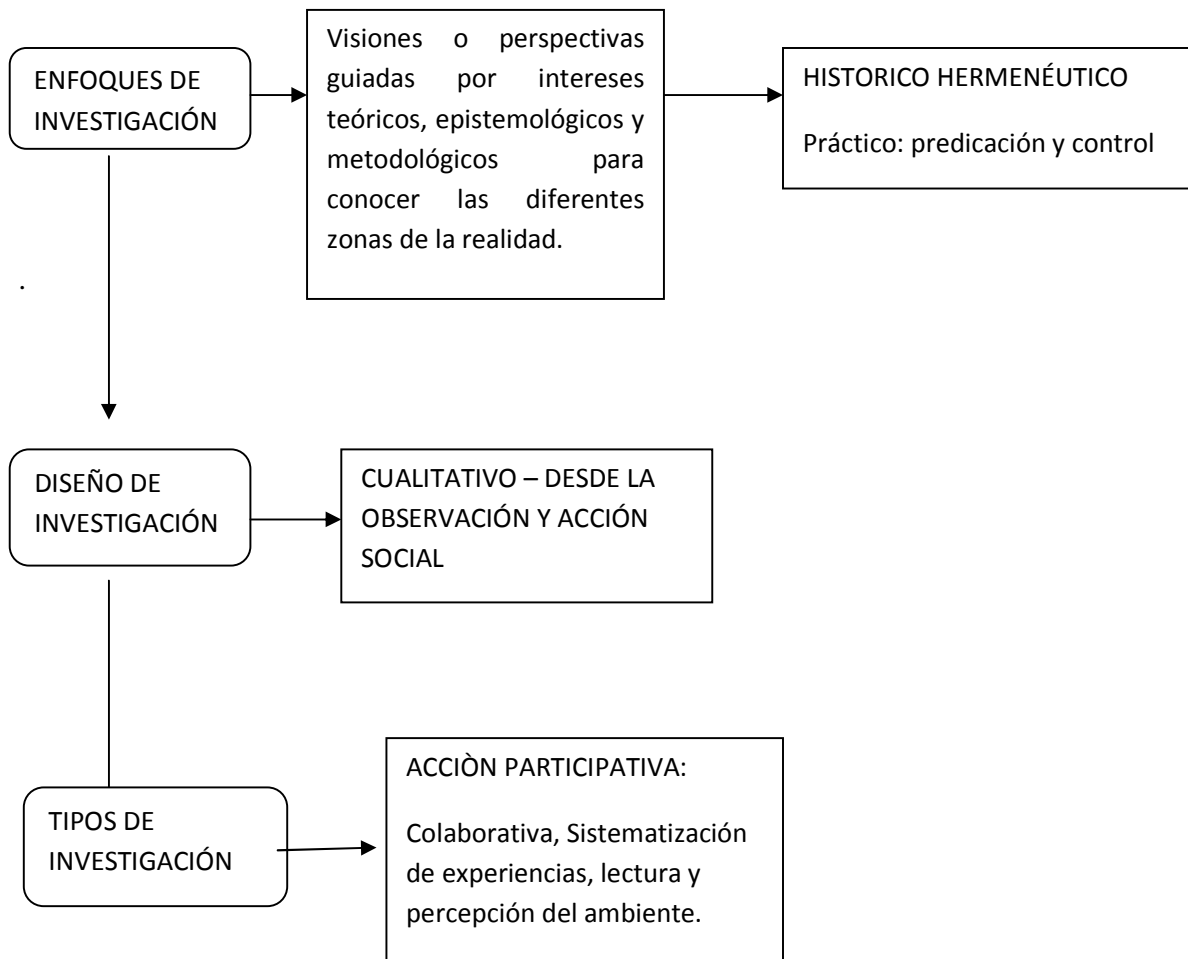 ENFOQUES DE
INVESTIGACIÓN
Visiones o perspectivas
guiadas por intereses
teóricos, epistemológicos y
metodológicos para
conocer las diferentes
zonas de la realidad.
HISTORICO HERMENÉUTICO
Práctico: predicación y control
.
DISEÑO DE
INVESTIGACIÓN
CUALITATIVO – DESDE LA
OBSERVACIÓN Y ACCIÓN
SOCIAL
TIPOS DE
INVESTIGACIÓN
ACCIÒN PARTICIPATIVA:
Colaborativa, Sistematización
de experiencias, lectura y
percepción del ambiente.